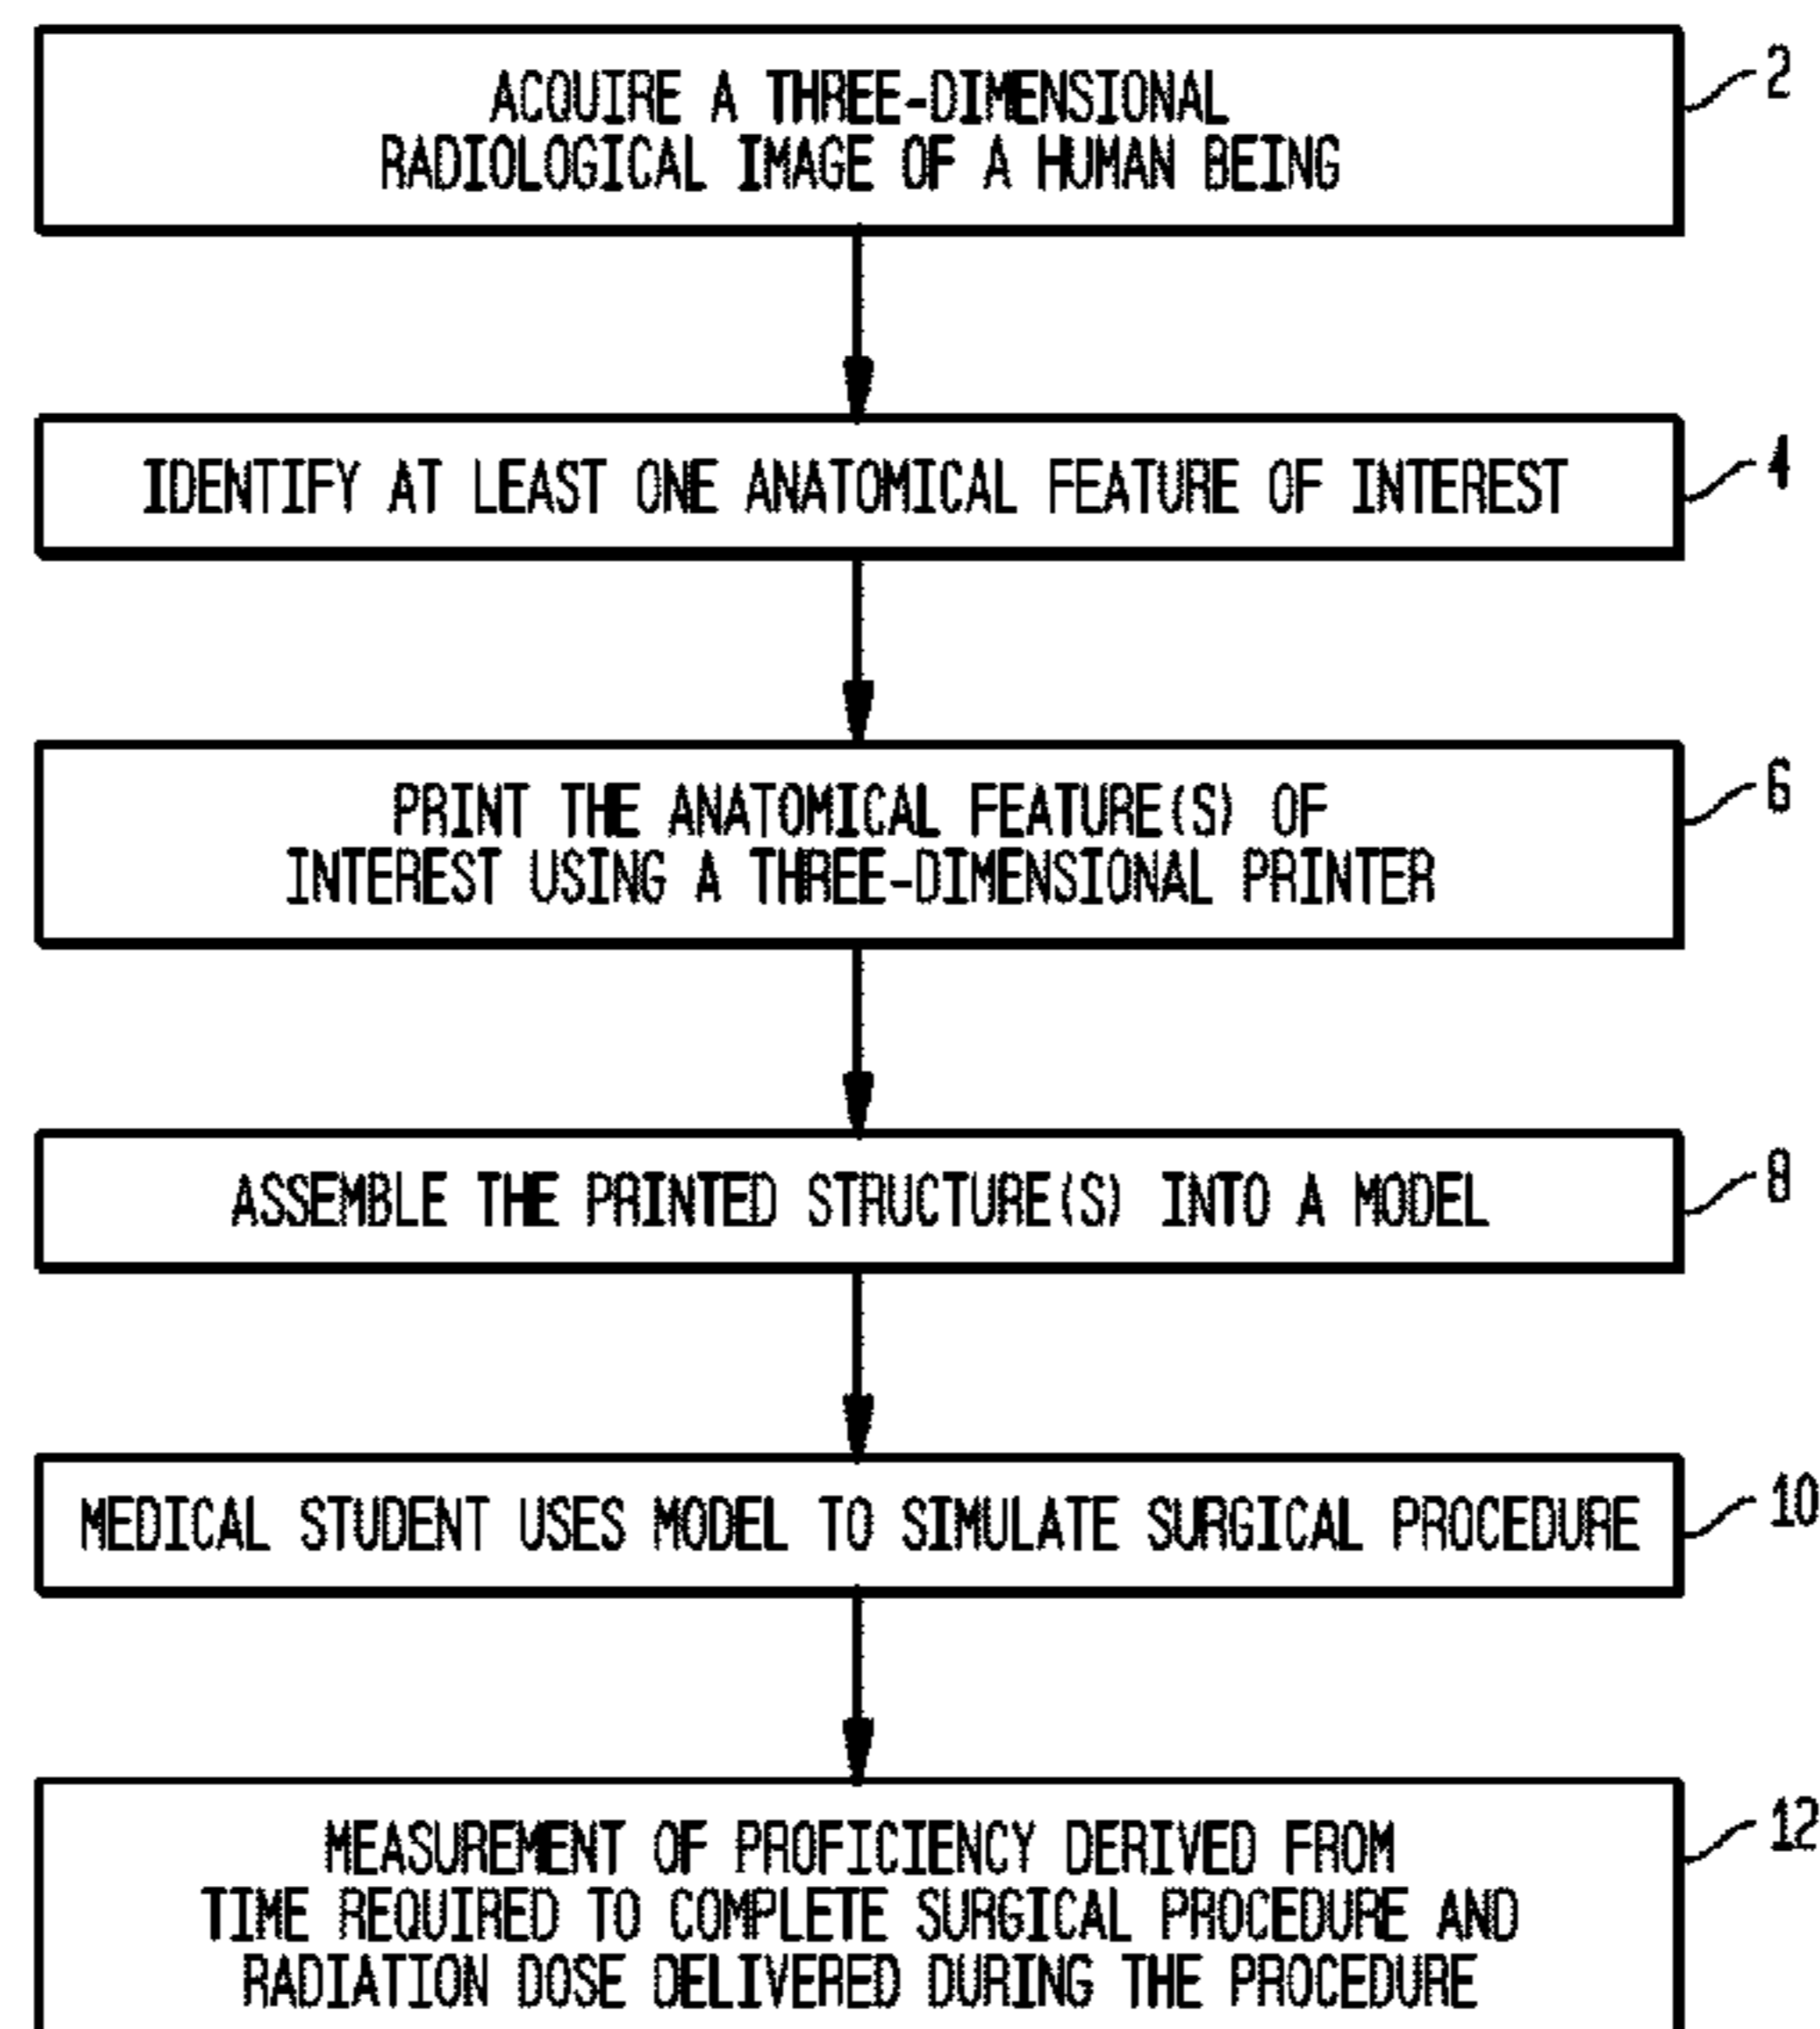 ACQUIRE A THREE-DIMENSIONAL
RADIOLOGICAL IMAGE OF A HUMAN BEING
2
IDENTIFY AT LEAST ONE ANATOMICAL FEATURE OF INTEREST
4
PRINT THE ANATOMICAL FEATURE(S) OF
INTEREST USING A THREE-DIMENSIONAL PRINTER
6
ASSEMBLE THE PRINTED STRUCTURE(S) INTO A MODEL
8
MEDICAL STUDENT USES MODEL TO SIMULATE SURGICAL PROCEDURE
10
MEASUREMENT OF PROFICIENCY DERIVED FROM
TIME REQUIRED TO COMPLETE SURGICAL PROCEDURE AND
RADIATION DOSE DELIVERED DURING THE PROCEDURE
12